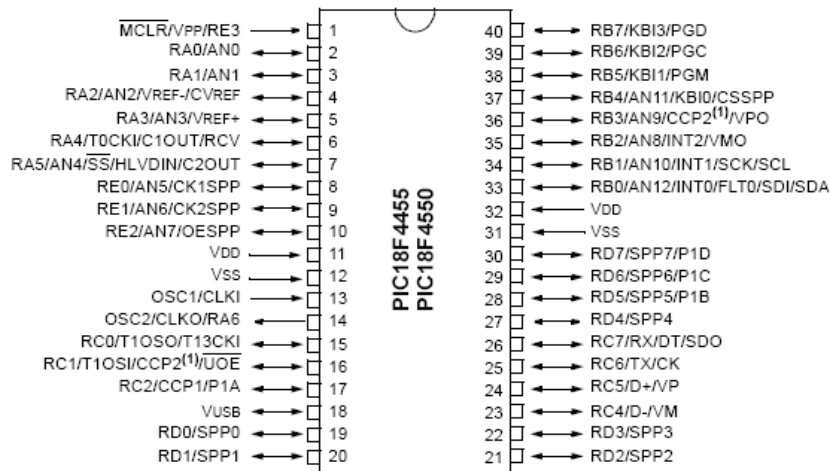 MCLR/VPP/RE3 1
RA0/AN0 2
RA1/AN1 3
RA2/AN2/VREF-/CVREF 4
RA3/AN3/VREF+ 5
RA4/T0CKI/C1OUT/RCV 6
RA5/AN4/SS/HLVDIN/C2OUT 7
RE0/AN5/CK1SPP 8
RE1/AN6/CK2SPP 9
RE2/AN7/OESPP 10
VDD 11
VSS 12
OSC1/CLKI 13
OSC2/CLKO/RA6 14
RC0/T1OSO/T13CKI 15
RC1/T1OSI/CCP2(1)/UOE 16
RC2/CCP1/P1A 17
VUSB 18
RD0/SPP0 19
RD1/SPP1 20
PIC18F4455
PIC18F4550
40 RB7/KBI3/PGD
39 RB6/KBI2/PGC
38 RB5/KBI1/PGM
37 RB4/AN11/KBI0/CSSPP
36 RB3/AN9/CCP2(1)/VPO
35 RB2/AN8/INT2/VMO
34 RB1/AN10/INT1/SCK/SCL
33 RB0/AN12/INT0/FLT0/SDI/SDA
32 VDD
31 VSS
30 RD7/SPP7/P1D
29 RD6/SPP6/P1C
28 RD5/SPP5/P1B
27 RD4/SPP4
26 RC7/RX/DT/SDO
25 RC6/TX/CK
24 RC5/D+/VP
23 RC4/D-/VM
22 RD3/SPP3
21 RD2/SPP2